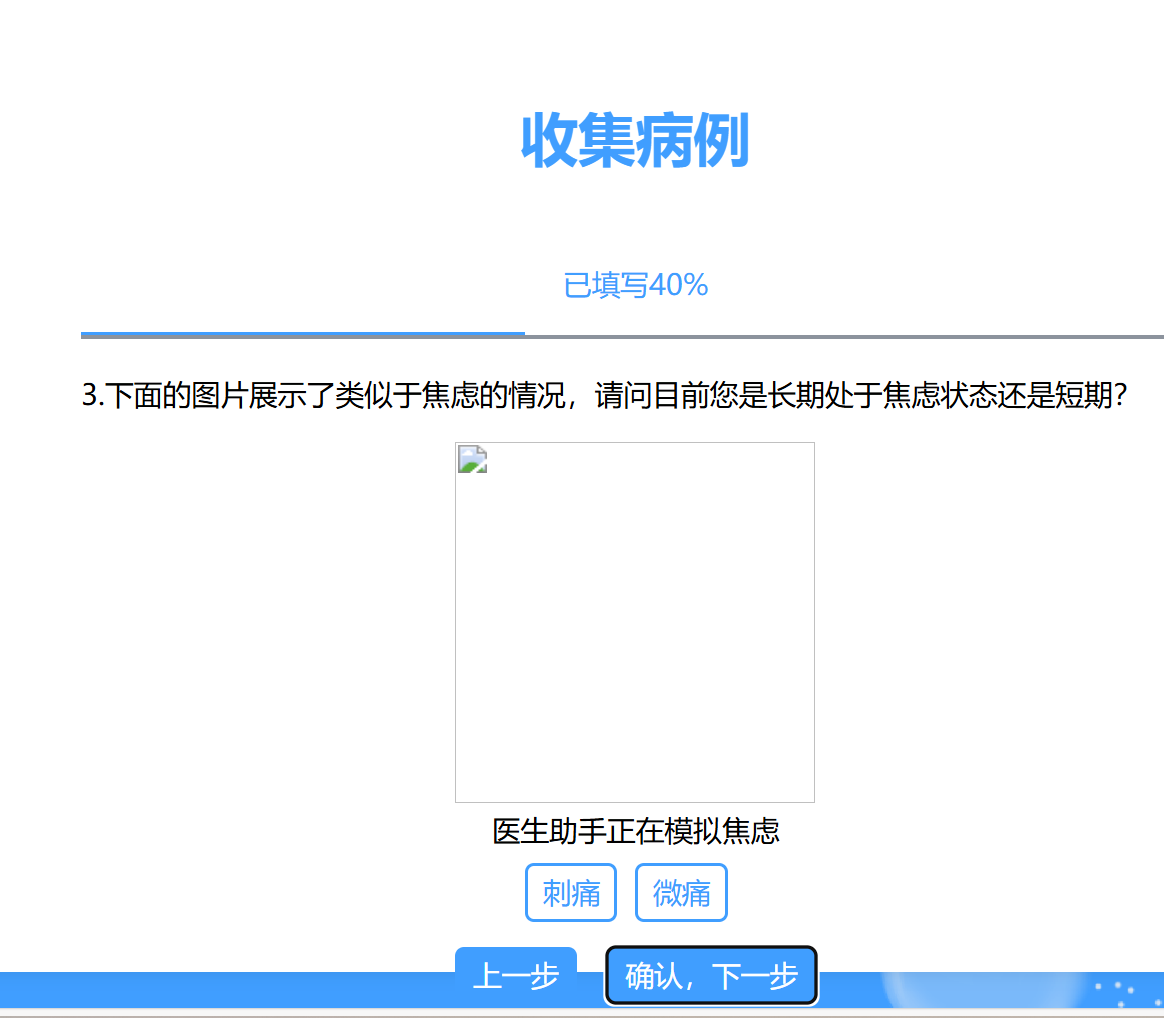 收集病例
已填写40%
3.下面的图片展示了类似于焦虑的情况，请问目前您是长期处于焦虑状态还是短期？
医生助手正在模拟焦虑
刺痛 微痛
上一步 确认，下一步